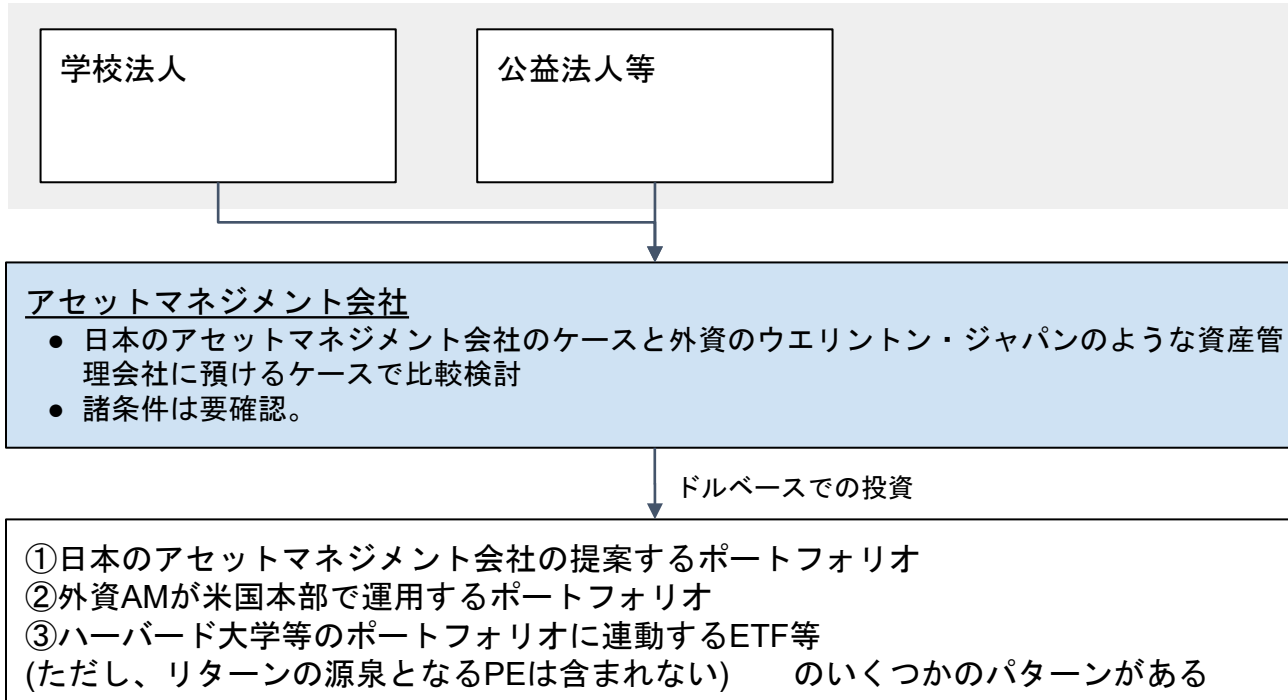 学校法人
公益法人等
アセットマネジメント会社
● 日本のアセットマネジメント会社のケースと外資のウエリントン・ジャパンのような資産管
理会社に預けるケースで比較検討
● 諸条件は要確認。
ドルベースでの投資
①日本のアセットマネジメント会社の提案するポートフォリオ
②外資AMが米国本部で運用するポートフォリオ
③ハーバード大学等のポートフォリオに連動するETF等
(ただし、リターンの源泉となるPEは含まれない)　　のいくつかのパターンがある